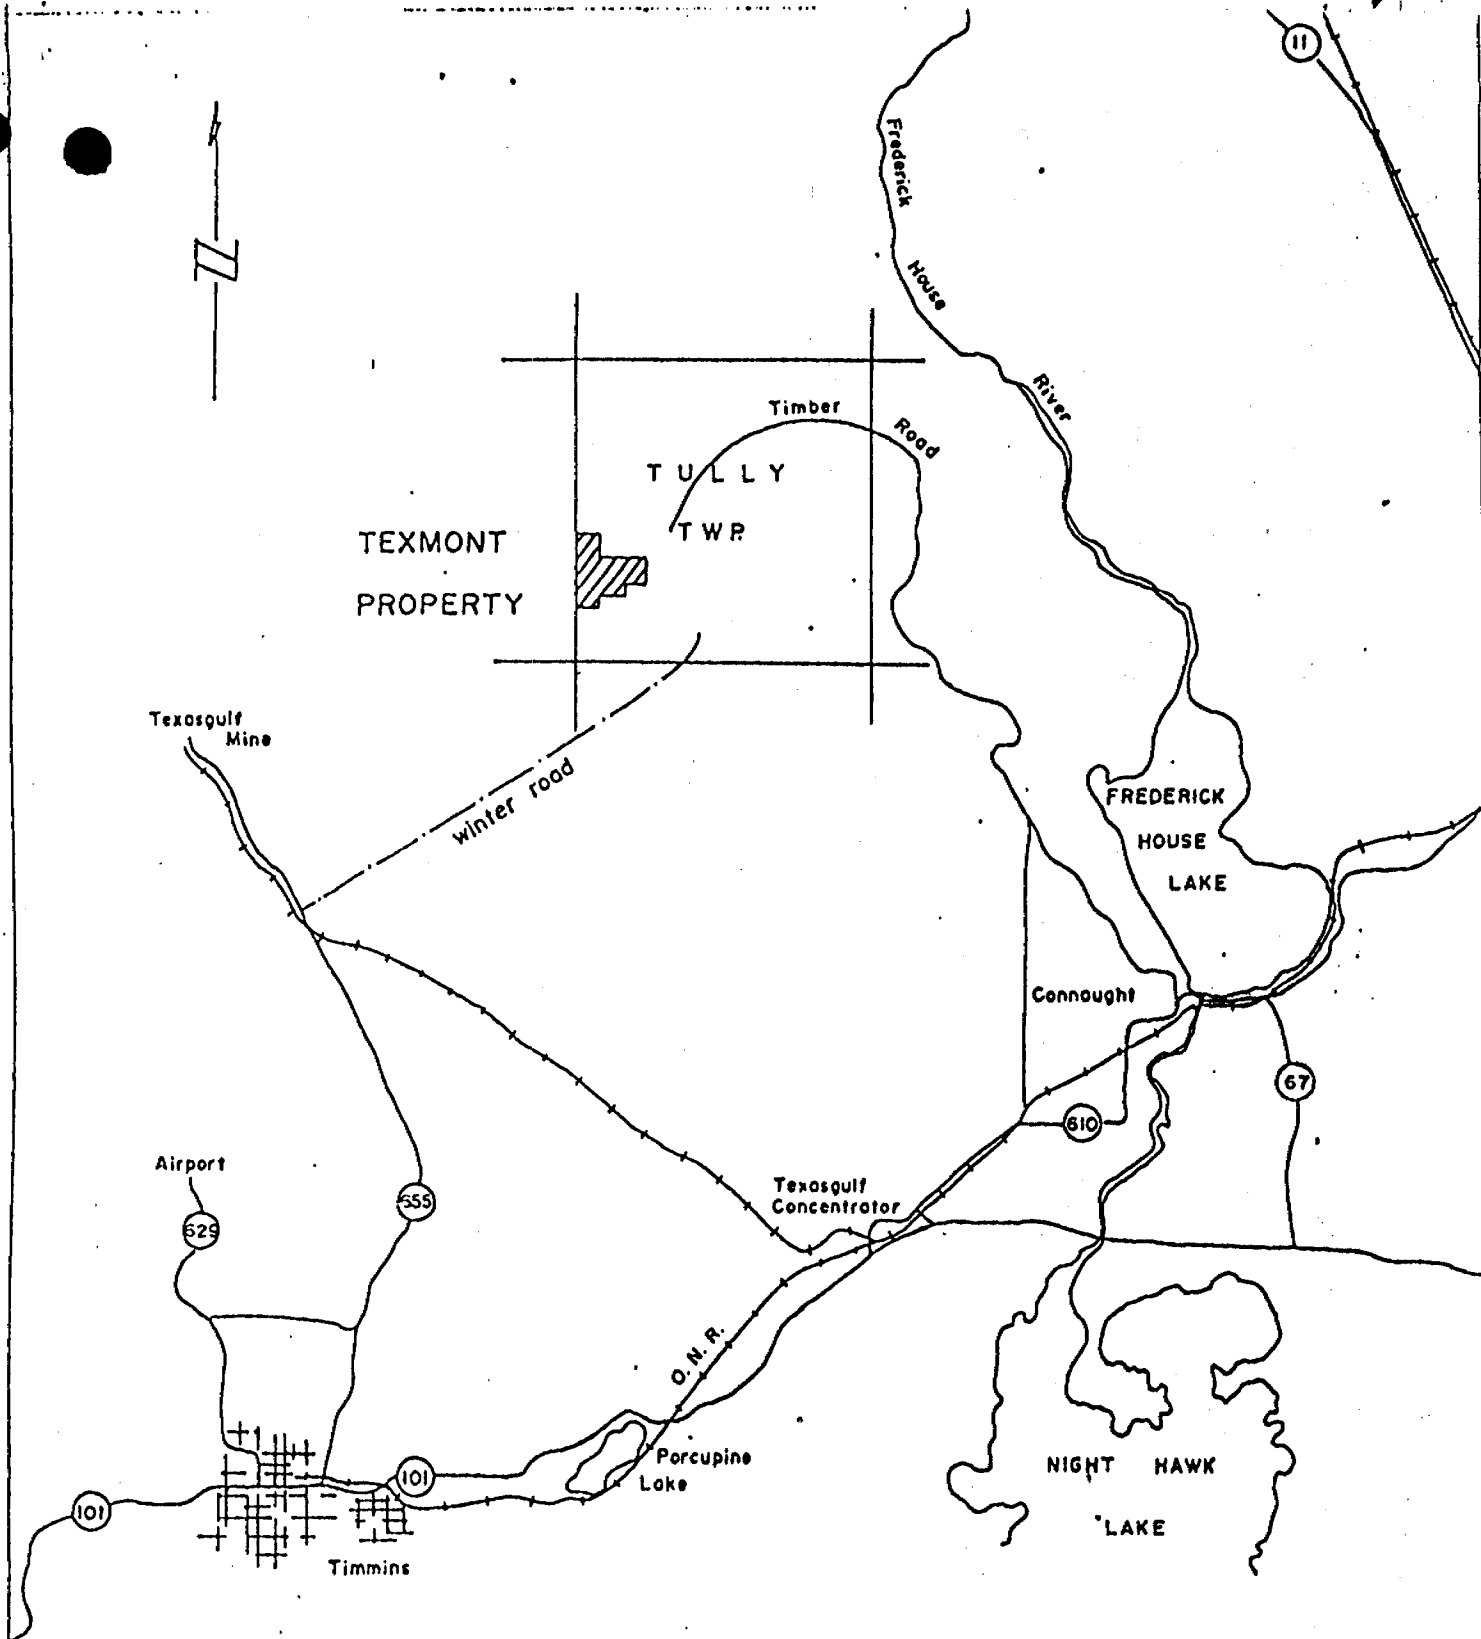 11
N
Frederick
House
River
Timber
Road
TULLY
TWP.
TEXMONT
PROPERTY
Texasgulf
Mine
winter road
FREDERICK
HOUSE
LAKE
Connaught
67
610
Airport
Texasgulf
Concentrator
655
629
O.N.R.
Porcupine
Lake
101
101
NIGHT HAWK
LAKE
Timmins